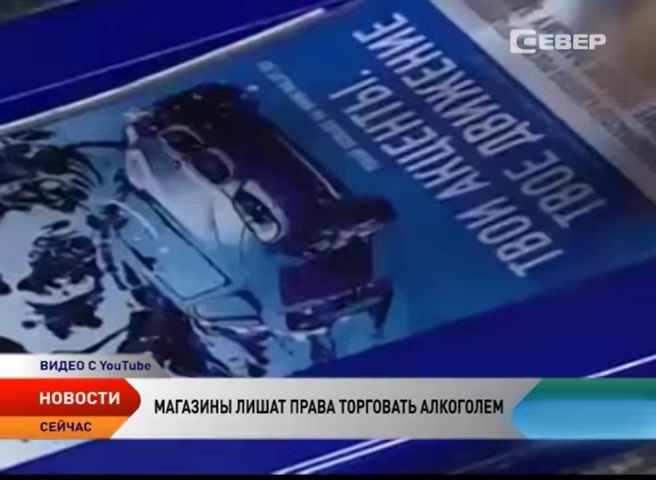 СЕВЕР
ТВОИ АКЦЕНТЫ,
ТВОЕ ДВИЖЕНИЕ
ВИДЕО С YouTube
НОВОСТИ
СЕЙЧАС
МАГАЗИНЫ ЛИШАТ ПРАВА ТОРГОВАТЬ АЛКОГОЛЕМ